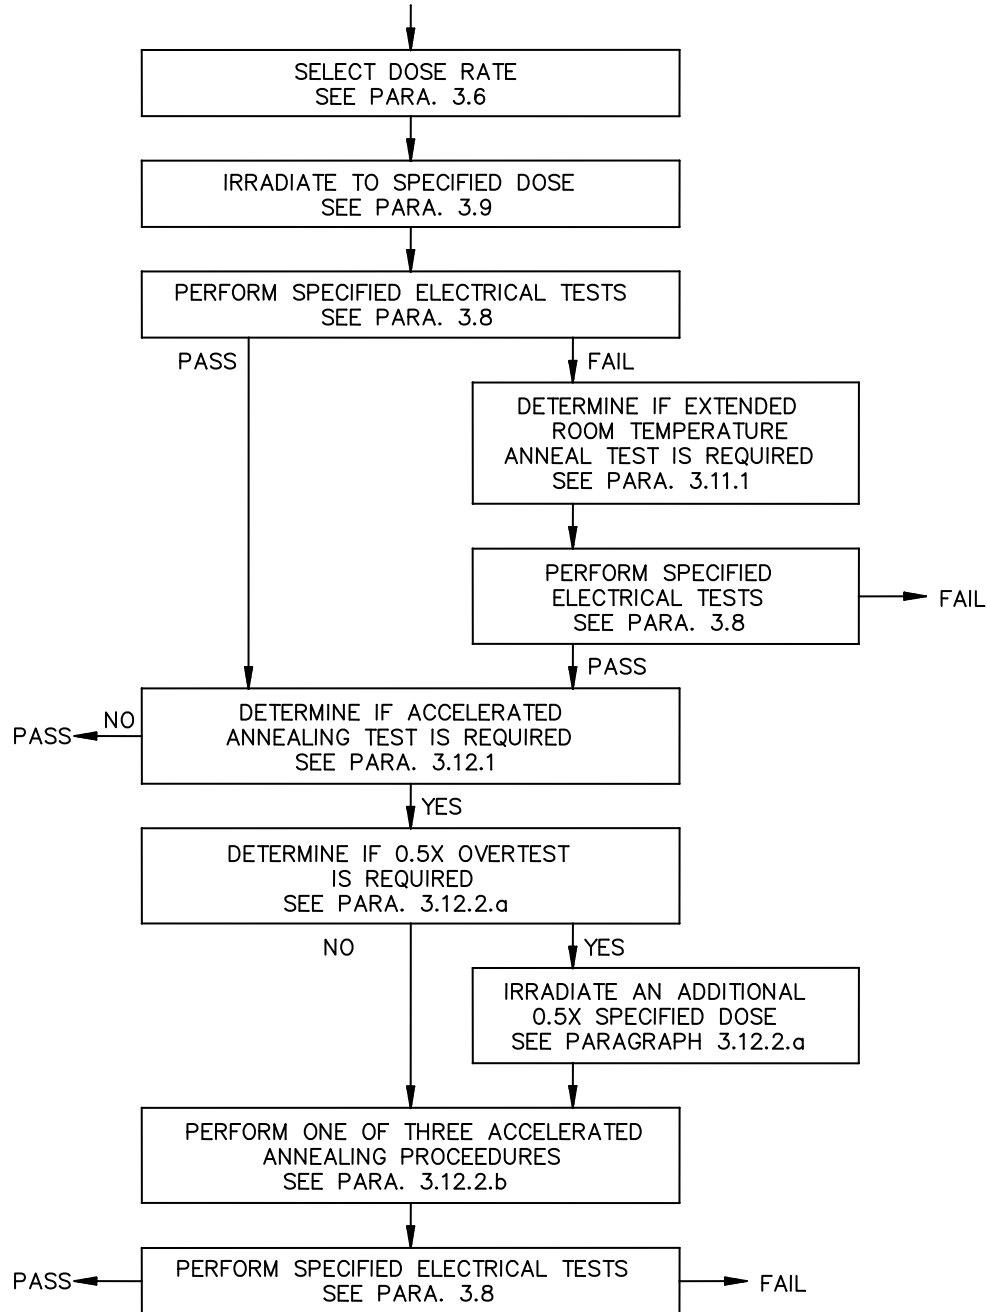 SELECT DOSE RATE
SEE PARA. 3.6
IRRADIATE TO SPECIFIED DOSE
SEE PARA. 3.9
PERFORM SPECIFIED ELECTRICAL TESTS
SEE PARA. 3.8
PASS
FAIL
DETERMINE IF EXTENDED
ROOM TEMPERATURE
ANNEAL TEST IS REQUIRED
SEE PARA. 3.11.1
PERFORM SPECIFIED
ELECTRICAL TESTS
SEE PARA. 3.8
FAIL
PASS
DETERMINE IF ACCELERATED
ANNEALING TEST IS REQUIRED
SEE PARA. 3.12.1
NO
PASS
YES
DETERMINE IF 0.5X OVERTEST
IS REQUIRED
SEE PARA. 3.12.2.a
NO
YES
IRRADIATE AN ADDITIONAL
0.5X SPECIFIED DOSE
SEE PARAGRAPH 3.12.2.a
PERFORM ONE OF THREE ACCELERATED
ANNEALING PROCEEDURES
SEE PARA. 3.12.2.b
PERFORM SPECIFIED ELECTRICAL TESTS
SEE PARA. 3.8
PASS
FAIL